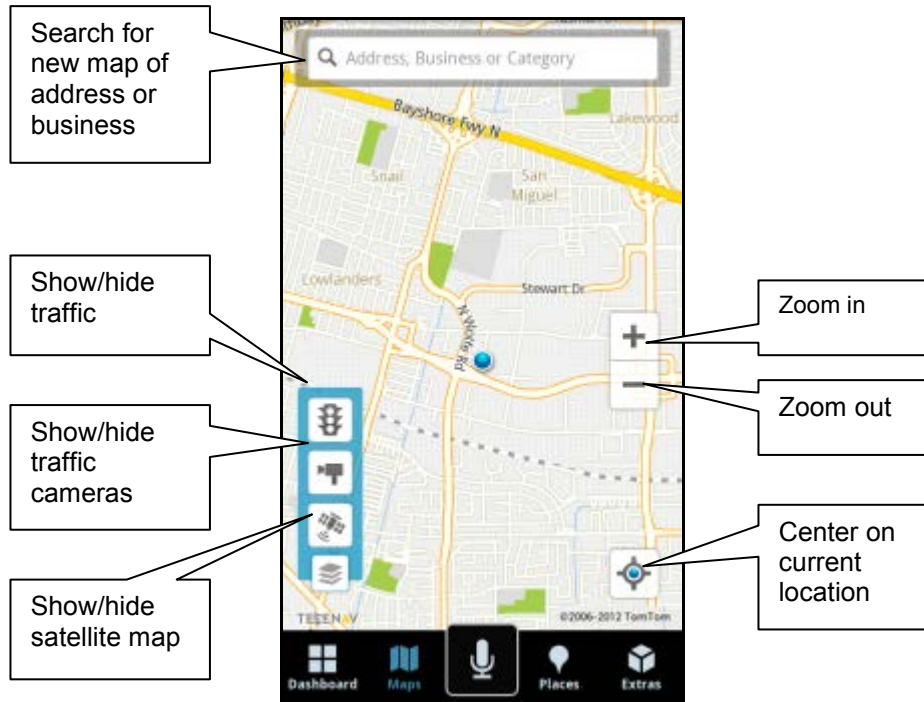 Search for
new map of
address or
business
Address, Business or Category
Bayshore Fwy N
Lakewood
Snail
San
Miguel
Lowlanders
Show/hide
traffic
Stewart Dr
N Wolfe Rd
Zoom in
Zoom out
Show/hide
traffic
cameras
Center on
current
location
Show/hide
satellite map
TELENAV
©2006-2012 TomTom
Dashboard
Maps
Places
Extras